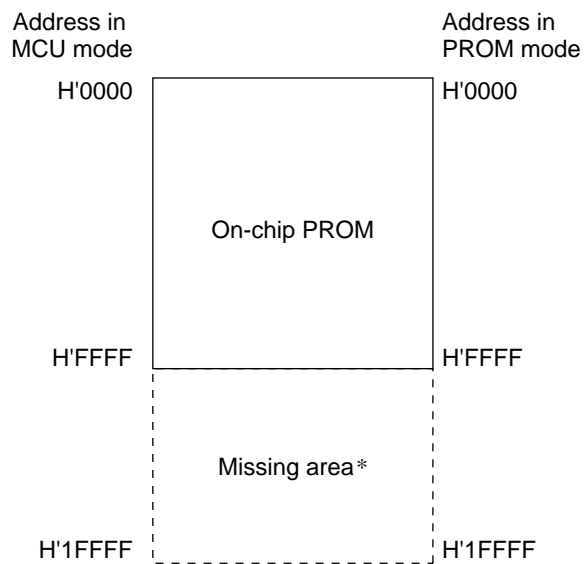 Address in
MCU mode
Address in
PROM mode
H'0000
H'0000
On-chip PROM
H'FFFF
H'FFFF
Missing area*
H'1FFFF
H'1FFFF